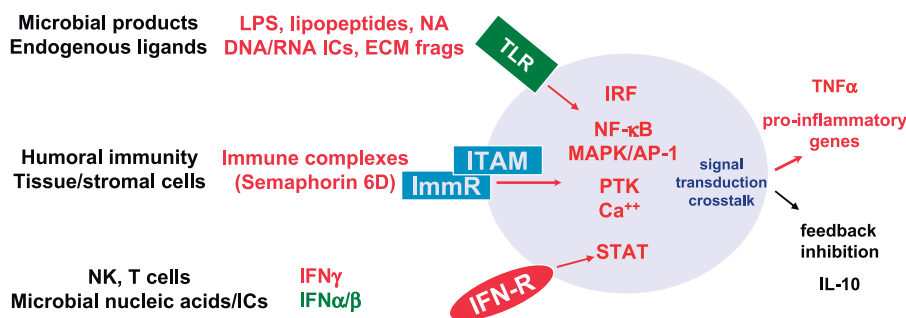 Microbial products
Endogenous ligands
LPS, lipopeptides, NA
DNA/RNA ICs, ECM frags
TLR
IRF
NF-κB
MAPK/AP-1
TNFα
pro-inflammatory
genes
Humoral immunity
Tissue/stromal cells
Immune complexes
(Semaphorin 6D)
ITAM
ImmR
PTK
Ca++
signal
transduction
crosstalk
feedback
inhibition
IL-10
NK, T cells
Microbial nucleic acids/ICs
IFNγ
IFNα/β
IFN-R
STAT